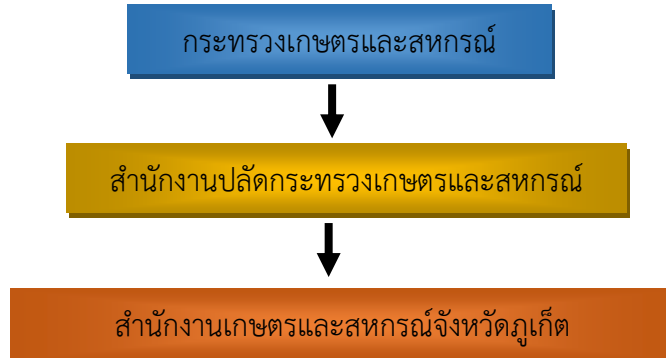 กระทรวงเกษตรและสหกรณ์
สำนักงานปลัดกระทรวงเกษตรและสหกรณ์
สำนักงานเกษตรและสหกรณ์จังหวัดภูเก็ต